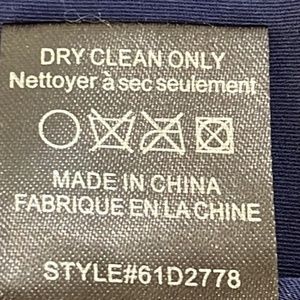 DRY CLEAN ONLY
Nettoyer à sec seulement
MADE IN CHINA
FABRIQUE EN LA CHINE
STYLE#61D2778